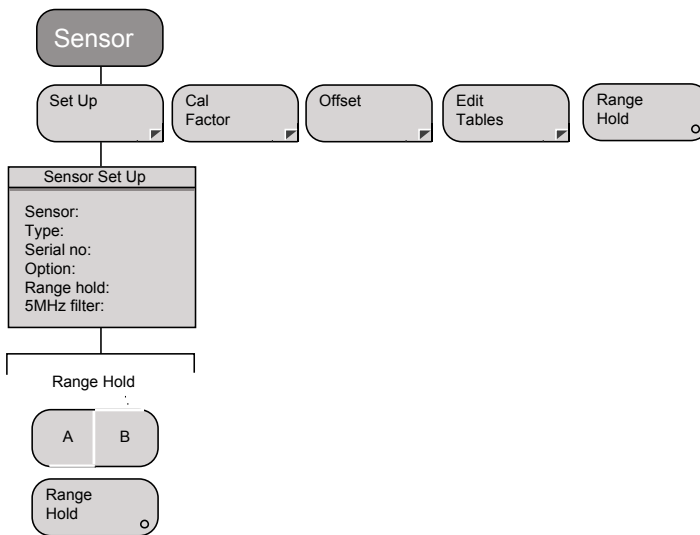 Sensor
Set Up
Cal
Factor
Offset
Edit
Tables
Range
Hold
Sensor Set Up
Sensor:
Type:
Serial no:
Option:
Range hold:
5MHz filter:
Range Hold
A
B
Range
Hold